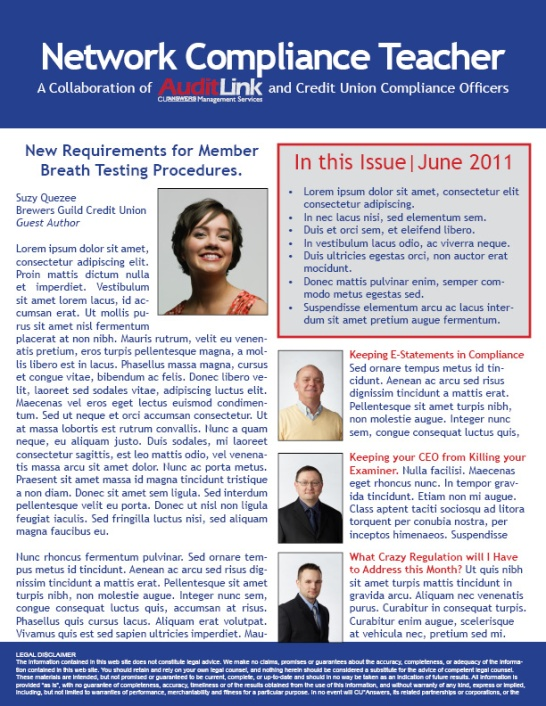 Network Compliance Teacher
A Collaboration of AuditLink and Credit Union Compliance Officers
CU*ANSWERS Management Services
New Requirements for Member
Breath Testing Procedures.
Suzy Quezee
Brewers Guild Credit Union
Guest Author
Lorem ipsum dolor sit amet,
consectetur adipiscing elit.
Proin mattis dictum nulla
et imperdiet. Vestibulum
sit amet lorem lacus, id ac-
cumsan erat. Ut mollis pu-
rus sit amet nisl fermentum
placerat at non nibh. Mauris rutrum, velit eu venen-
atis pretium, eros turpis pellentesque magna, a mol-
lis libero est in lacus. Phasellus massa magna, cursus
et congue vitae, bibendum ac felis. Donec libero ve-
lit, laoreet sed sodales vitae, adipiscing luctus elit.
Maecenas vel eros eget lectus euismod condimen-
tum. Sed ut neque et orci accumsan consectetur. Ut
at massa lobortis est rutrum convallis. Nunc a quam
neque, eu aliquam justo. Duis sodales, mi laoreet
consectetur sagittis, est leo mattis odio, vel venena-
tis massa arcu sit amet dolor. Nunc ac porta metus.
Praesent sit amet massa id magna tincidunt tristique
a non diam. Donec sit amet sem ligula. Sed interdum
pellentesque velit eu porta. Donec ut nisl non ligula
feugiat iaculis. Sed fringilla luctus nisi, sed aliquam
magna faucibus eu.
Nunc rhoncus fermentum pulvinar. Sed ornare tem-
pus metus id tincidunt. Aenean ac arcu sed risus dig-
nissim tincidunt a mattis erat. Pellentesque sit amet
turpis nibh, non molestie augue. Integer nunc sem,
congue consequat luctus quis, accumsan at risus.
Phasellus quis cursus lacus. Aliquam erat volutpat.
Vivamus quis est sed sapien ultricies imperdiet. Mau-
In this Issue|June 2011
• Lorem ipsum dolor sit amet, consectetur elit
consectetur adipiscing.
• In nec lacus nisi, sed elementum sem.
• Duis et orci sem, et eleifend libero.
• In vestibulum lacus odio, ac viverra neque.
• Duis ultricies egestas orci, non auctor erat
mocidunt.
• Donec mattis pulvinar enim, semper com-
modo metus egestas sed.
• Suspendisse elementum arcu ac lacus inter-
dum sit amet pretium augue fermentum.
Keeping E-Statements in Compliance
Sed ornare tempus metus id tin-
cidunt. Aenean ac arcu sed risus
dignissim tincidunt a mattis erat.
Pellentesque sit amet turpis nibh,
non molestie augue. Integer nunc
sem, congue consequat luctus quis,
Keeping your CEO from Killing your
Examiner. Nulla facilisi. Maecenas
eget rhoncus nunc. In tempor grav-
ida tincidunt. Etiam non mi augue.
Class aptent taciti sociosqu ad litora
torquent per conubia nostra, per
inceptos himenaeos. Suspendisse
What Crazy Regulation will I Have
to Address this Month? Ut quis nibh
sit amet turpis mattis tincidunt in
gravida arcu. Aliquam nec venenatis
purus. Curabitur in consequat turpis.
Curabitur enim augue, scelerisque
at vehicula nec, pretium sed mi.
LEGAL DISCLAIMER
The information contained in this web site does not constitute legal advice. We make no claims, promises or guarantees about the accuracy, completeness, or adequacy of the informa-
tion contained in this web site. You should retain and rely on your own legal counsel, and nothing herein should be considered a substitute for the advice of competent legal counsel.
These materials are intended, but not promised or guaranteed to be current, complete, or up-to-date and should in no way be taken as an indication of future results. All information is
provided "as is", with no guarantee of completeness, accuracy, timeliness or of the results obtained from the use of this information, and without warranty of any kind, express or implied,
including, but not limited to warranties of performance, merchantability and fitness for a particular purpose. In no event will CU*Answers, its related partnerships or corporations, or the